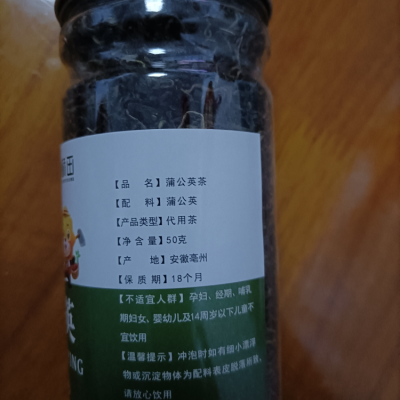 田
【品 名】蒲公英茶
【配 料】蒲公英
【产品类型】代用茶
【净 含 量】50克
【产 地】安徽亳州
【保 质 期】18个月
【不适宜人群】孕妇、经期、哺乳
期妇女、婴幼儿及14周岁以下儿童不
宜饮用
【温馨提示】冲泡时如有细小漂浮
物或沉淀物体为配料表皮脱落所致,
请放心饮用
英
ING